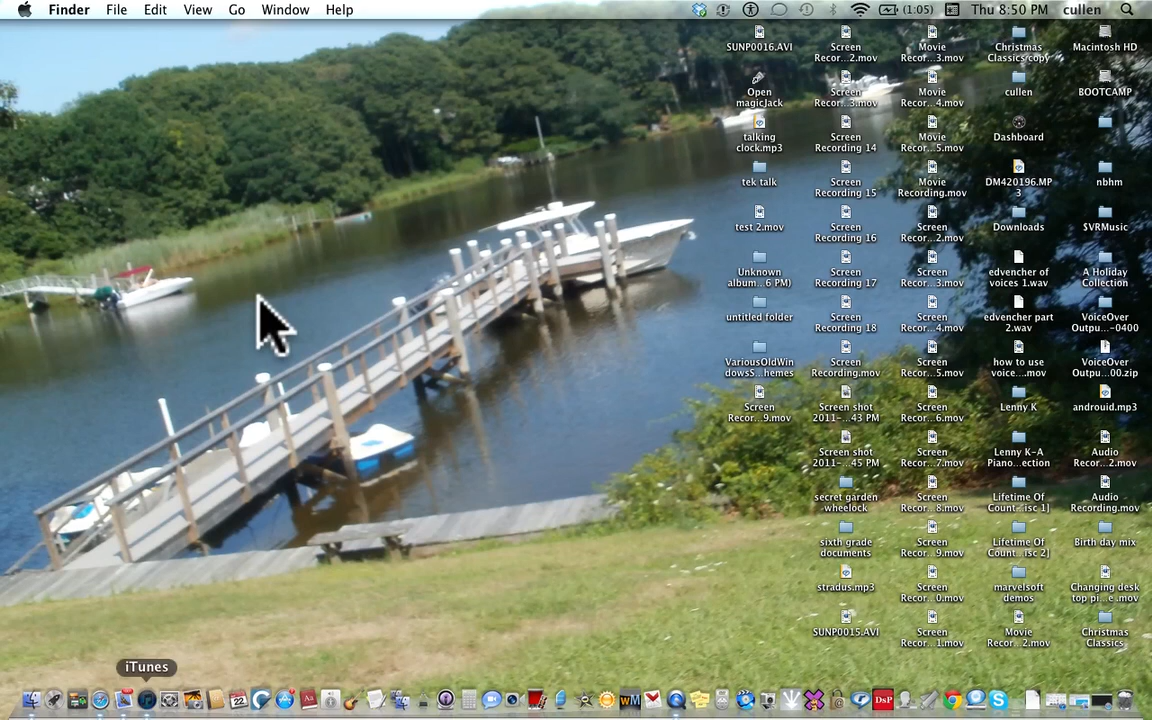 Finder File Edit View Go Window Help (1:05) Thu 8:50 PM cullen
SUNP0016.AVI
Screen
Recor...2.mov
Movie
Recor...3.mov
Christmas
Classics copy
Macintosh HD
Open
magicJack
Screen
Recor...3.mov
Movie
Recor...4.mov
cullen
BOOTCAMP
talking
clock.mp3
Screen
Recording 14
Movie
Recor...5.mov
Dashboard
tek talk
Screen
Recording 15
Movie
Recording.mov
DM420196.MP
3
nbhm
test 2.mov
Screen
Recording 16
Screen
Recor...2.mov
Downloads
$VRMusic
Unknown
album... 6 PM)
Screen
Recording 17
Screen
Recor...3.mov
edvencher of
voices 1.wav
A Holiday
Collection
untitled folder
Screen
Recording 18
Screen
Recor...4.mov
edvencher part
2.wav
VoiceOver
Outpu...-0400
VariousOldWin
dowsS...hemes
Screen
Recording.mov
Screen
Recor...5.mov
how to use
voice....mov
VoiceOver
Outpu...00.zip
Screen
Recor...9.mov
Screen shot
2011-...43 PM
Screen
Recor...6.mov
Lenny K
androuid.mp3
Screen shot
2011-...45 PM
Screen
Recor...7.mov
Lenny K-A
Piano...ection
Audio
Recor...2.mov
secret garden
-wheelock
Screen
Recor...8.mov
Lifetime Of
Count...isc 1]
Audio
Recording.mov
sixth grade
documents
Screen
Recor...9.mov
Lifetime Of
Count...isc 2]
Birth day mix
stradus.mp3
Screen
Recor...0.mov
marvelsoft
demos
Changing desk
top pi...e.mov
SUNP0015.AVI
Screen
Recor...1.mov
Movie
Recor...2.mov
Christmas
Classics
iTunes
22
DsP